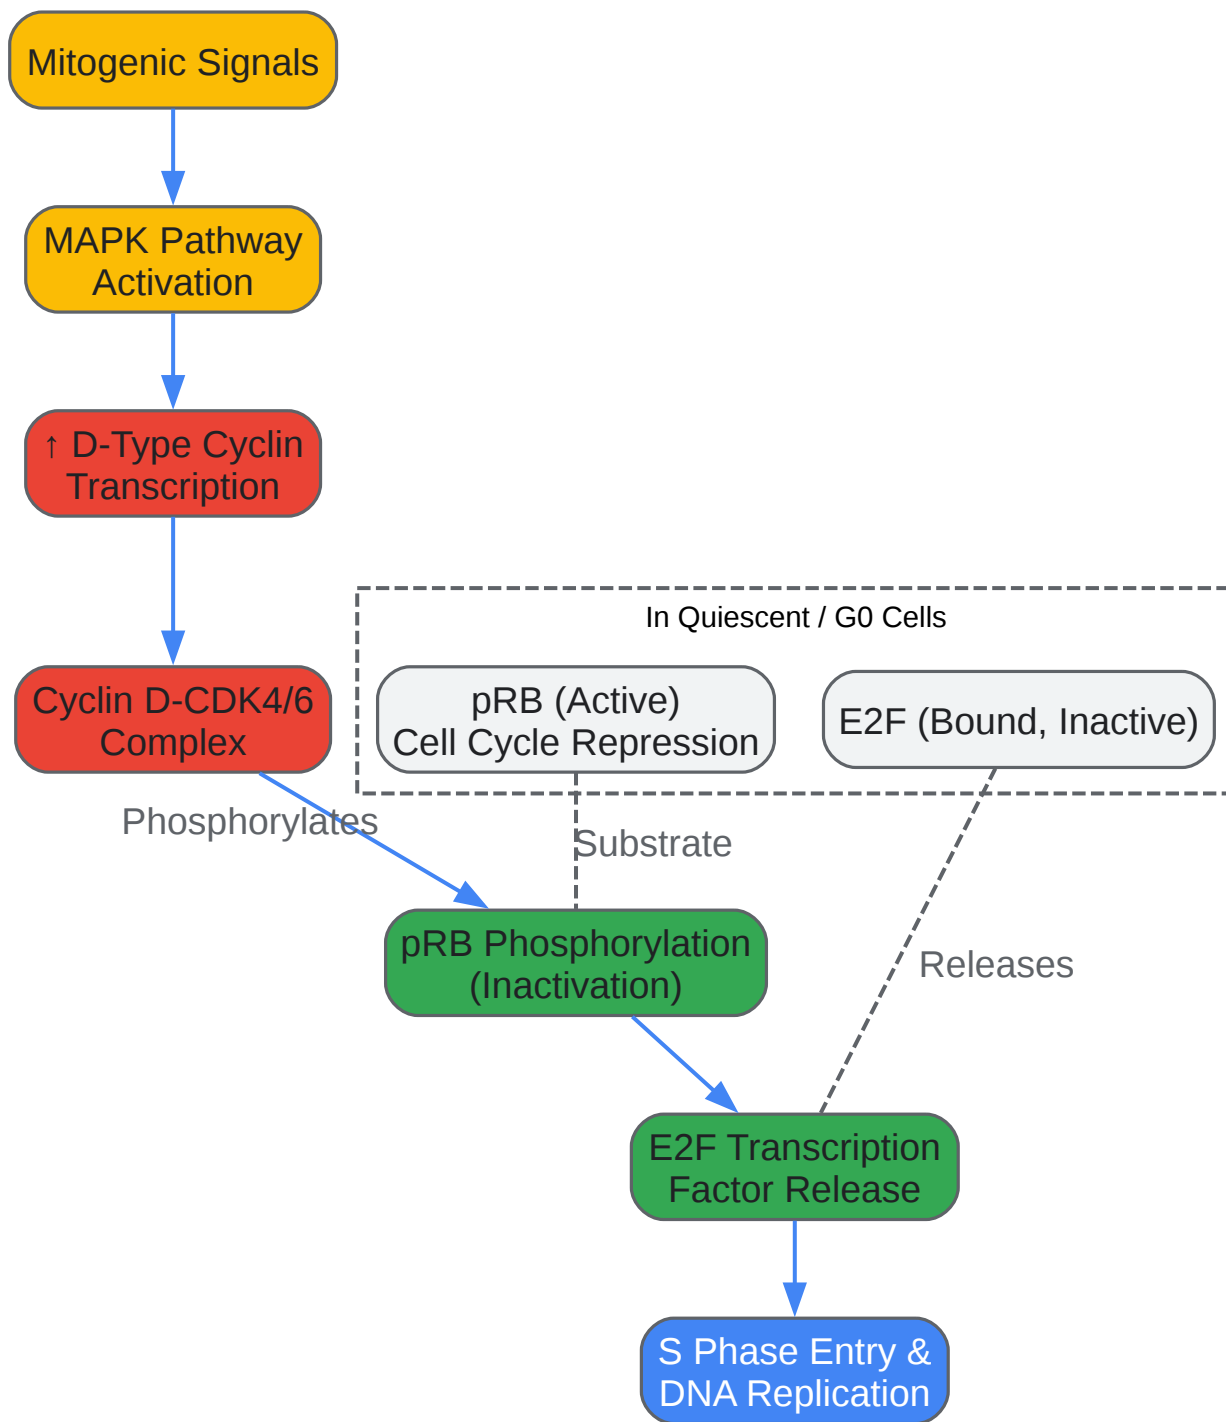 Mitogenic Signals
MAPK Pathway
Activation
↑ D-Type Cyclin
Transcription
In Quiescent / G0 Cells
Cyclin D-CDK4/6
Complex
pRB (Active)
Cell Cycle Repression
E2F (Bound, Inactive)
Phosphorylates
Substrate
pRB Phosphorylation
(Inactivation)
Releases
E2F Transcription
Factor Release
S Phase Entry &
DNA Replication